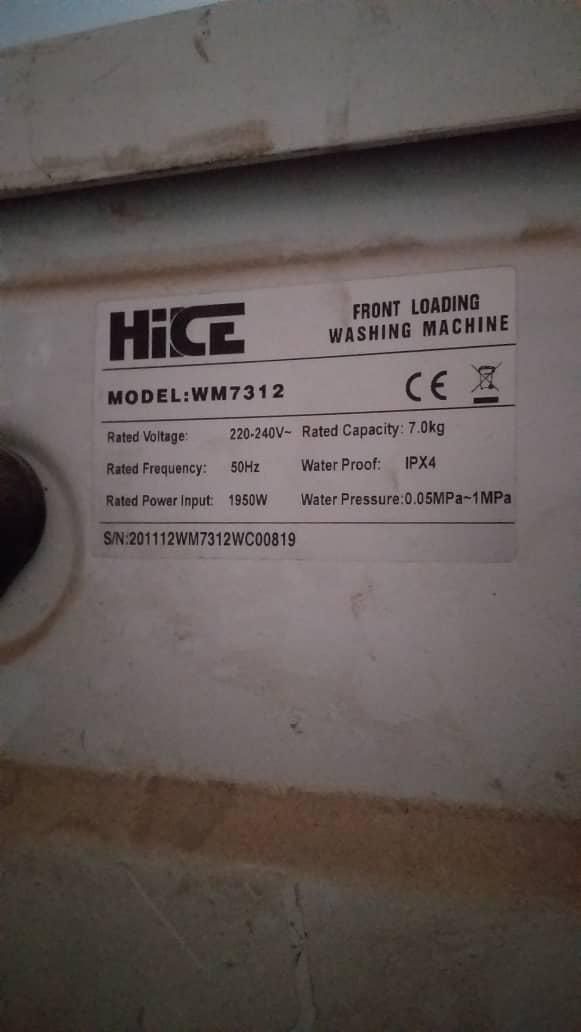 HiCE
FRONT LOADING
WASHING MACHINE
MODEL:WM7312
CE
Rated Voltage: 220-240V~ Rated Capacity: 7.0kg
Rated Frequency: 50Hz Water Proof: IPX4
Rated Power Input: 1950W Water Pressure:0.05MPa~1MPa
S/N:201112WM7312WC00819